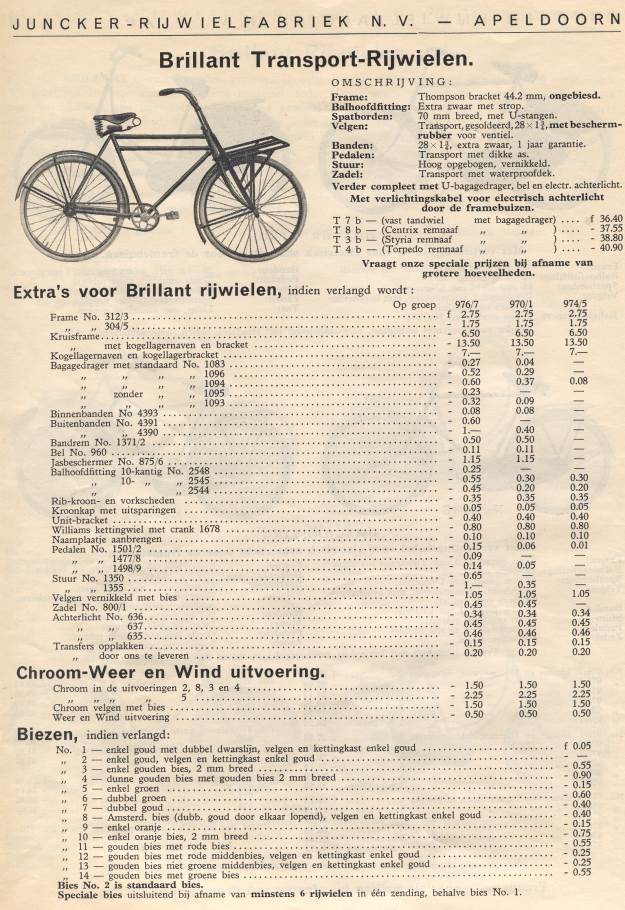 JUNCKER-RIJWIELFABRIEK N. V. — APELDOORN
Brillant Transport-Rijwielen.
OMSCHRIJVING:
Frame: Thompson bracket 44.2 mm, ongebiesd.
Balhoofdfitting: Extra zwaar met strop.
Spatborden: 70 mm breed, met U-stangen.
Velgen: Transport, gesoldeerd, 28×1¾, met bescherm-
rubber voor ventiel.
Banden: 28×1¾, extra zwaar, 1 jaar garantie.
Pedalen: Transport met dikke as.
Stuur: Hoog opgebogen, vernikkeld.
Zadel: Transport met waterproofdek.
Verder compleet met U-bagagedrager, bel en electr. achterlicht.
Met verlichtingskabel voor electrisch achterlicht
door de framebuizen.
T 7 b — (vast tandwiel met bagagedrager) .... f 36.40
T 8 b — (Centrix remnaaf ,, ,, ) .... - 37.55
T 3 b — (Styria remnaaf ,, ,, ) .... - 38.80
T 4 b — (Torpedo remnaaf ,, ,, ) .... - 40.90
Vraagt onze speciale prijzen bij afname van
grotere hoeveelheden.
Extra's voor Brillant rijwielen, indien verlangd wordt:
Op groep 976/7 970/1 974/5
Frame No. 312/3 f 2.75 2.75 2.75
,, ,, 304/5 - 1.75 1.75 1.75
Kruisframe - 6.50 6.50 6.50
,, met kogellagernaven en bracket - 13.50 13.50 13.50
Kogellagernaven en kogellagerbracket - 7.— 7.— 7.—
Bagagedrager met standaard No. 1083 - 0.27 0.04 —
,, ,, ,, ,, 1096 - 0.52 0.29 —
,, ,, ,, ,, 1094 - 0.60 0.37 0.08
,, zonder ,, ,, 1095 - 0.23 — —
,, ,, ,, ,, 1093 - 0.32 0.09 —
Binnenbanden No 4393 - 0.08 0.08 —
Buitenbanden No. 4391 - 0.60 — —
,, ,, 4390 - 1.— 0.40 —
Bandrem No. 1371/2 - 0.50 0.50 —
Bel No. 960 - 0.11 0.11 —
Jasbeschermer No. 875/6 - 1.15 1.15 —
Balhoofdfitting 10-kantig No. 2548 - 0.25 — —
,, 10- ,, ,, 2545 - 0.55 0.30 0.30
,, ,, 2544 - 0.45 0.20 0.20
Rib-kroon- en vorkscheden - 0.35 0.35 0.35
Kroonkap met uitsparingen - 0.05 0.05 0.05
Unit-bracket - 0.40 0.40 0.40
Williams kettingwiel met crank 1678 - 0.80 0.80 0.80
Naamplaatje aanbrengen - 0.10 0.10 0.10
Pedalen No. 1501/2 - 0.15 0.06 0.01
,, ,, 1477/8 - 0.09 — —
,, ,, 1498/9 - 0.14 0.05 —
Stuur No. 1350 - 0.65 — —
,, ,, 1355 - 1.— 0.35 —
Velgen vernikkeld met bies - 1.05 1.05 1.05
Zadel No. 800/1 - 0.45 0.45 —
Achterlicht No. 636 - 0.34 0.34 0.34
,, ,, 637 - 0.45 0.45 0.45
,, ,, 635 - 0.46 0.46 0.46
Transfers opplakken - 0.15 0.15 0.15
,, door ons te leveren - 0.20 0.20 0.20
Chroom-Weer en Wind uitvoering.
Chroom in de uitvoeringen 2, 8, 3 en 4 - 1.50 1.50 1.50
,, ,, ,, ,, 5 - 2.25 2.25 2.25
Chroom velgen met bies - 1.50 1.50 1.50
Weer en Wind uitvoering - 0.50 0.50 0.50
Biezen, indien verlangd:
No. 1 — enkel goud met dubbel dwarslijn, velgen en kettingkast enkel goud f 0.05
,, 2 — enkel goud, velgen en kettingkast enkel goud - —
,, 3 — enkel gouden bies, 2 mm breed - 0.55
,, 4 — dunne gouden met gouden bies 2 mm breed - 0.90
,, 5 — enkel groen - 0.15
,, 6 — dubbel groen - 0.60
,, 7 — dubbel goud - 0.40
,, 8 — Amsterd. bies (dubb. goud door elkaar lopend), velgen en kettingkast enkel goud - 0.40
,, 9 — enkel oranje - 0.15
,, 10 — enkel oranje bies, 2 mm breed - 0.75
,, 11 — gouden bies met rode bies - 0.55
,, 12 — gouden bies met rode middenbies, velgen en kettingkast enkel goud - 0.25
,, 13 — gouden bies met groene middenbies, velgen en kettingkast enkel goud - 0.25
,, 14 — gouden bies met groene bies - 0.55
Bies No. 2 is standaard bies.
Speciale bies uitsluitend bij afname van minstens 6 rijwielen in één zending, behalve bies No. 1.